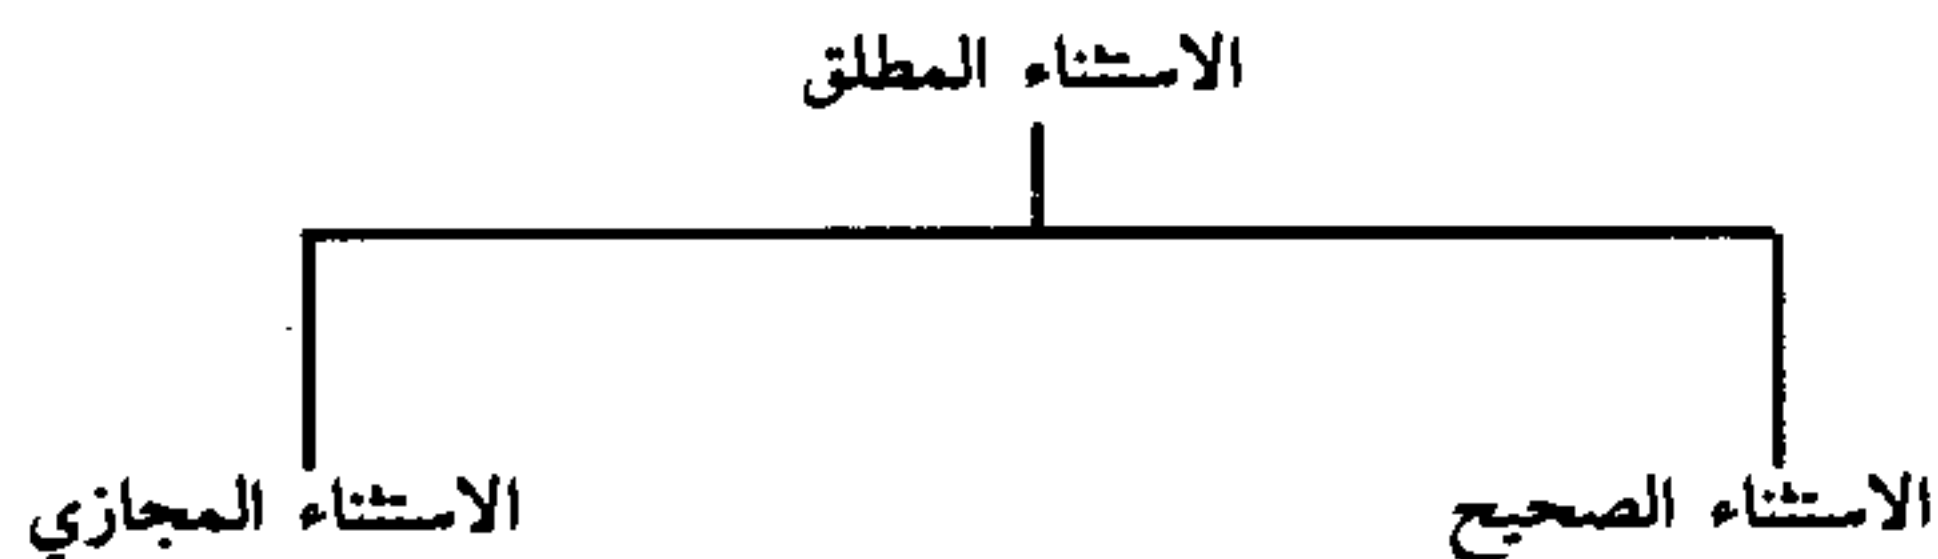 الاستثناء المطلق
الاستثناء الصحيح
الاستثناء المجازي